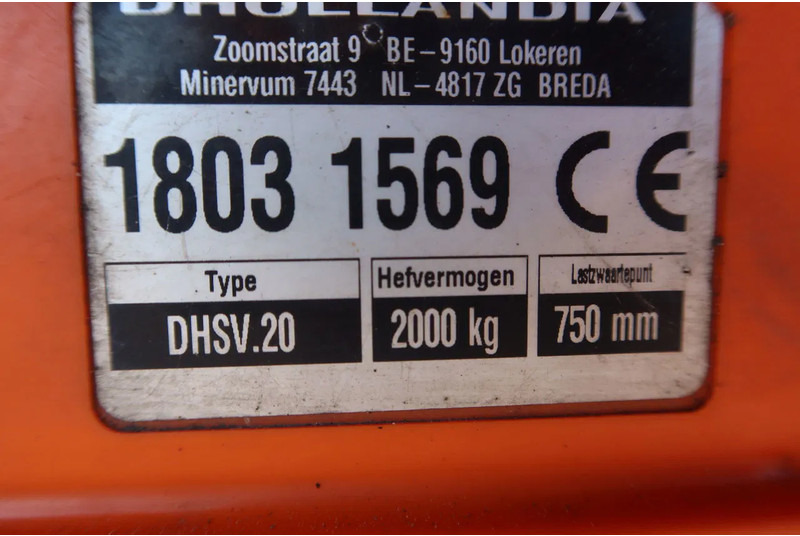 DHOLLANDIA
Zoomstraat 9 BE-9160 Lokeren
Minervum 7443 NL-4817 ZG BREDA
1803 1569 CE
Type Hefvermogen Lastzwaartepunt
DHSV.20 2000 kg 750 mm